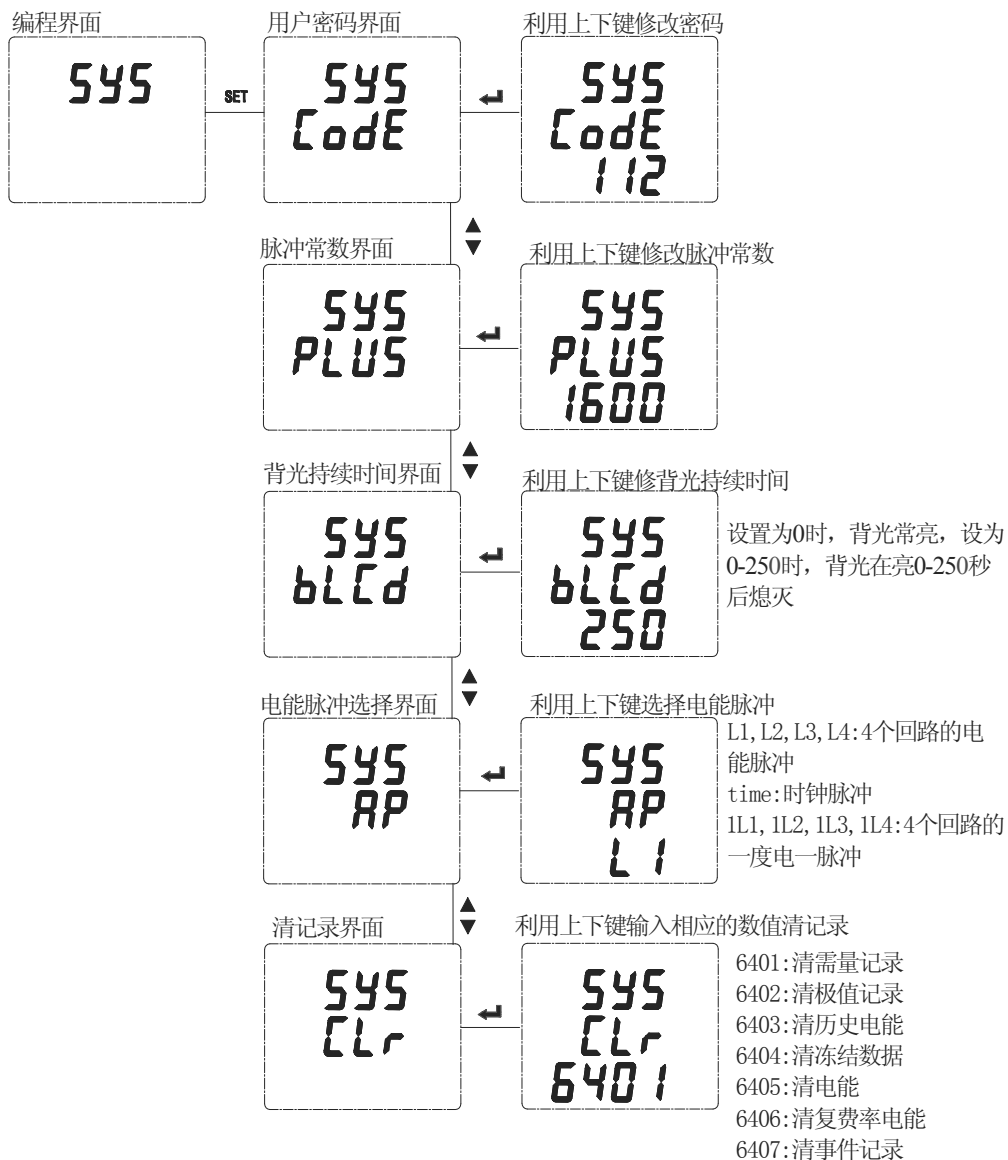 编程界面
用户密码界面
利用上下键修改密码
SYS
SET
SYS
CodE
SYS
CodE
112
脉冲常数界面
利用上下键修改脉冲常数
SYS
PLUS
SYS
PLUS
1600
背光持续时间界面
利用上下键修背光持续时间
SYS
bLCd
SYS
bLCd
250
设置为0时，背光常亮，设为
0-250时，背光在亮0-250秒
后熄灭
电能脉冲选择界面
利用上下键选择电能脉冲
SYS
AP
SYS
AP
L1
L1,L2,L3,L4:4个回路的电
能脉冲
time:时钟脉冲
1L1,1L2,1L3,1L4:4个回路的
一度电一脉冲
清记录界面
利用上下键输入相应的数值清记录
SYS
CLr
SYS
CLr
6401
6401:清需量记录
6402:清极值记录
6403:清历史电能
6404:清冻结数据
6405:清电能
6406:清复费率电能
6407:清事件记录